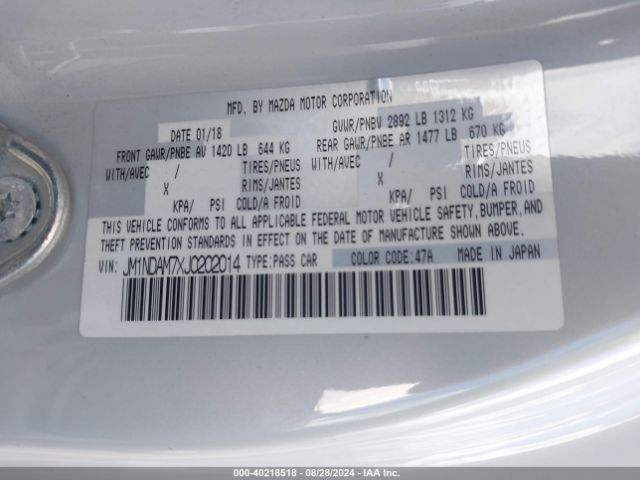 MFD. BY MAZDA MOTOR CORPORATION
DATE 01/18 GVWR/PNBV 2892 LB 1312 KG
FRONT GAWR/PNBE AV 1420 LB 644 KG REAR GAWR/PNBE AR 1477 LB 670 KG
WITH/AVEC / TIRES/PNEUS WITH/AVEC / TIRES/PNEUS
X RIMS/JANTES X RIMS/JANTES
KPA/ PSI COLD/A FROID KPA/ PSI COLD/A FROID
THIS VEHICLE CONFORMS TO ALL APPLICABLE FEDERAL MOTOR VEHICLE SAFETY, BUMPER, AND
THEFT PREVENTION STANDARDS IN EFFECT ON THE DATE OF MANUFACTURE SHOWN ABOVE.
VIN: JM1NDAM7XJ0202014 TYPE:PASS CAR COLOR CODE:47A MADE IN JAPAN
000-40218518 - 08/28/2024 - IAA Inc.